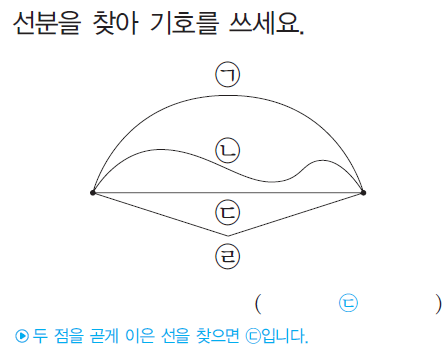 선분을 찾아 기호를 쓰세요.
㉠
㉡
㉢
㉣
( ㉢ )
▶ 두 점을 곧게 이은 선을 찾으면 ㉢입니다.